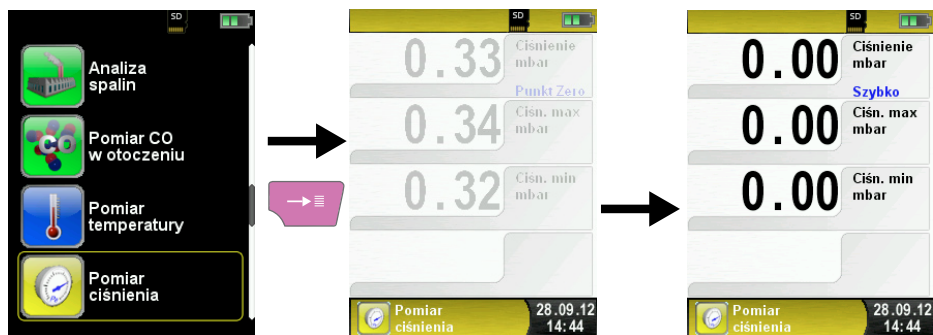 SD
Analiza
spalin
CO
Pomiar CO
w otoczeniu
Pomiar
temperatury
Pomiar
ciśnienia
SD
0.33
Ciśnienie
mbar
Punkt Zero
0.34
Ciśn. max
mbar
0.32
Ciśn. min
mbar
Pomiar
ciśnienia
28.09.12
14:44
SD
0.00
Ciśnienie
mbar
Szybko
0.00
Ciśn. max
mbar
0.00
Ciśn. min
mbar
Pomiar
ciśnienia
28.09.12
14:44